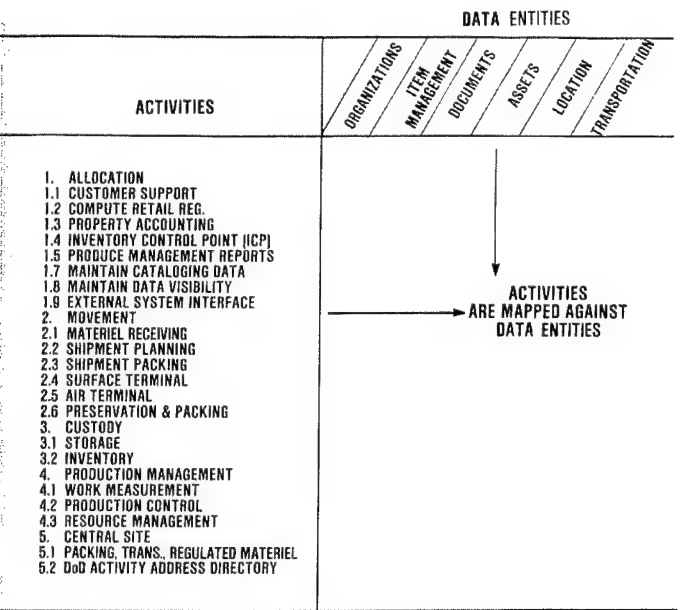 DATA ENTITIES
ACTIVITIES
ORGANIZATIONS
ITEM
MANAGEMENT
DOCUMENTS
ASSETS
LOCATION
TRANSPORTATION
1. ALLOCATION
1.1 CUSTOMER SUPPORT
1.2 COMPUTE RETAIL REG.
1.3 PROPERTY ACCOUNTING
1.4 INVENTORY CONTROL POINT (ICP)
1.5 PRODUCE MANAGEMENT REPORTS
1.7 MAINTAIN CATALOGING DATA
1.8 MAINTAIN DATA VISIBILITY
1.9 EXTERNAL SYSTEM INTERFACE
2. MOVEMENT
2.1 MATERIEL RECEIVING
2.2 SHIPMENT PLANNING
2.3 SHIPMENT PACKING
2.4 SURFACE TERMINAL
2.5 AIR TERMINAL
2.6 PRESERVATION & PACKING
3. CUSTODY
3.1 STORAGE
3.2 INVENTORY
4. PRODUCTION MANAGEMENT
4.1 WORK MEASUREMENT
4.2 PRODUCTION CONTROL
4.3 RESOURCE MANAGEMENT
5. CENTRAL SITE
5.1 PACKING, TRANS., REGULATED MATERIEL
5.2 DoD ACTIVITY ADDRESS DIRECTORY
ACTIVITIES
ARE MAPPED AGAINST
DATA ENTITIES